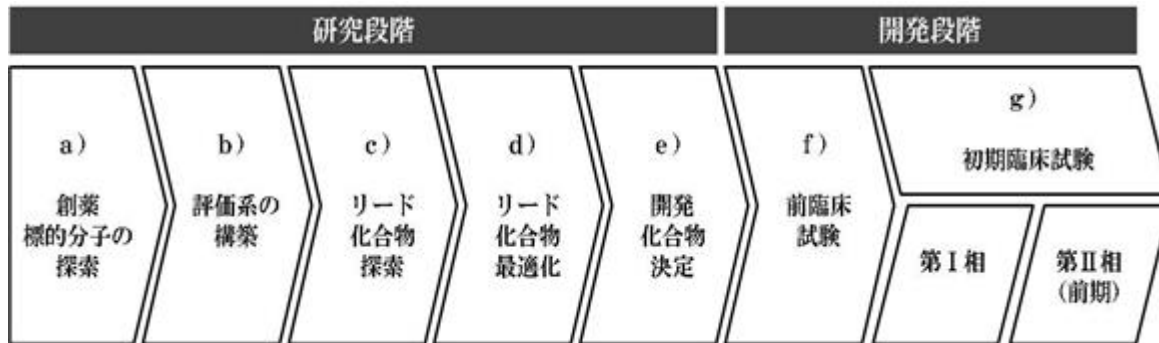 研究段階
開発段階
a)
創薬
標的分子の
探索
b)
評価系の
構築
c)
リード
化合物
探索
d)
リード
化合物
最適化
e)
開発
化合物
決定
f)
前臨床
試験
g)
初期臨床試験
第Ⅰ相
第Ⅱ相
(前期)